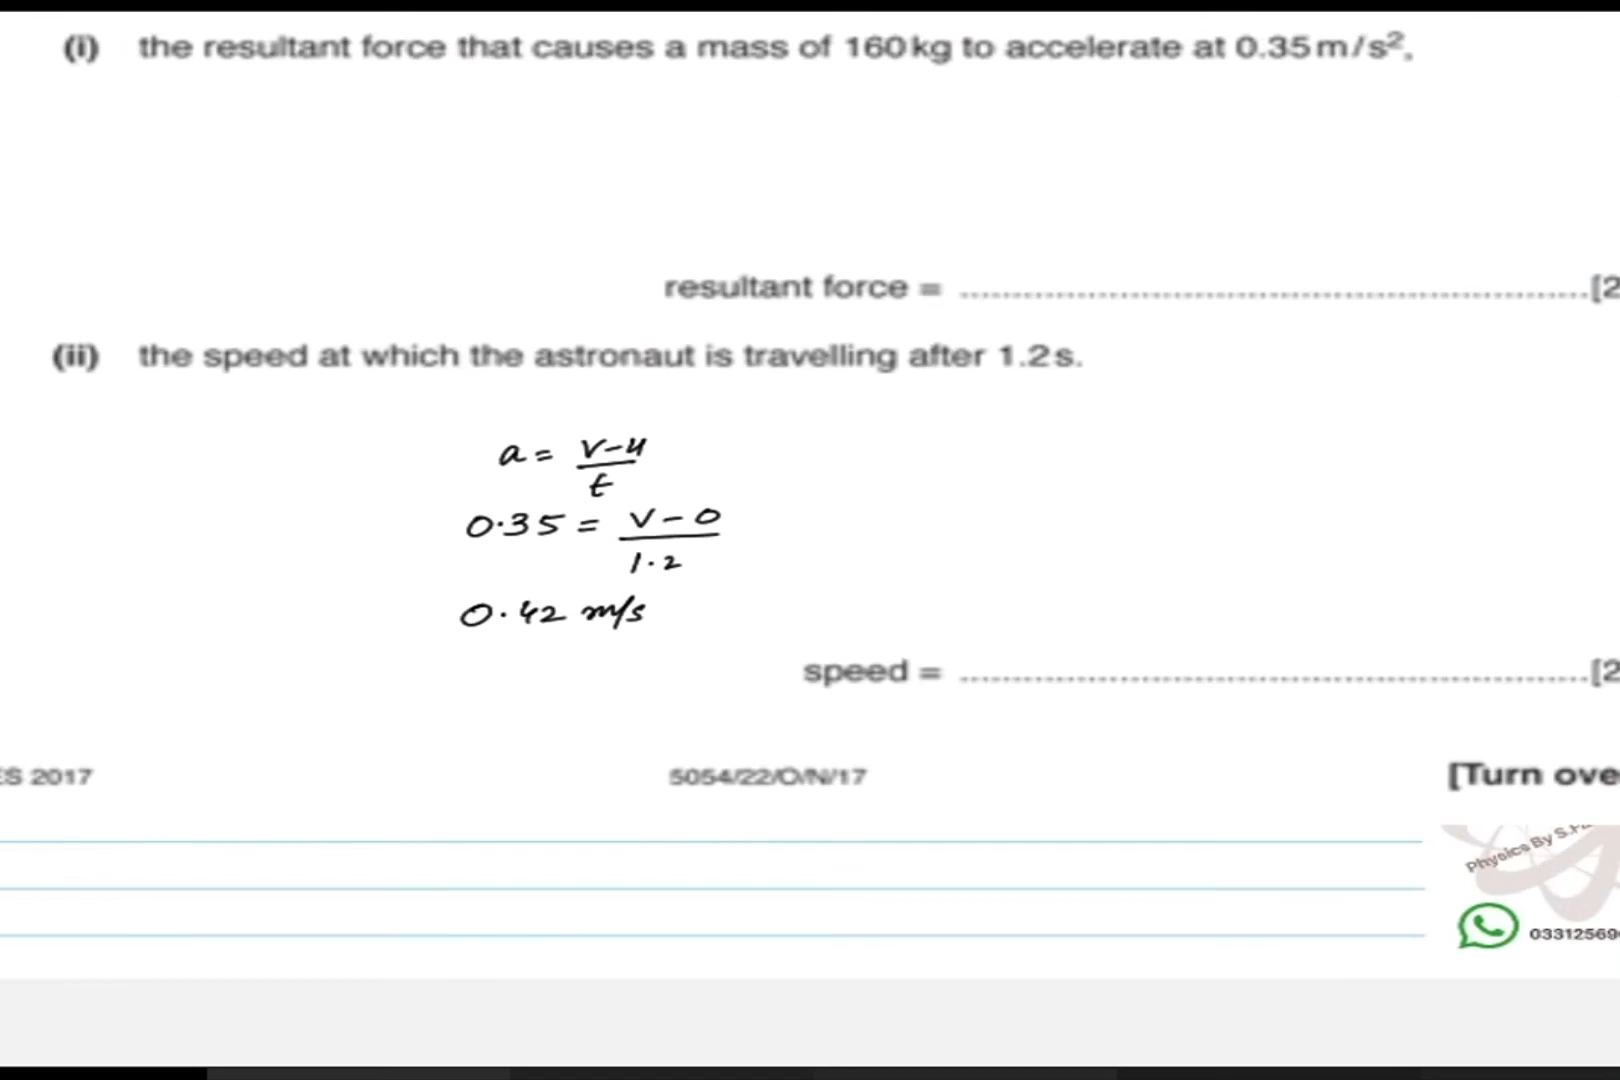 (i) the resultant force that causes a mass of 160 kg to accelerate at 0.35 m/s²,
resultant force = ..................................................[2
(ii) the speed at which the astronaut is travelling after 1.2 s.
a = v-u
t
0.35 = v-0
1.2
0.42 m/s
speed = ..................................................[2
ES 2017 5054/22/O/N/17 [Turn ove
Physics By S.
03312569